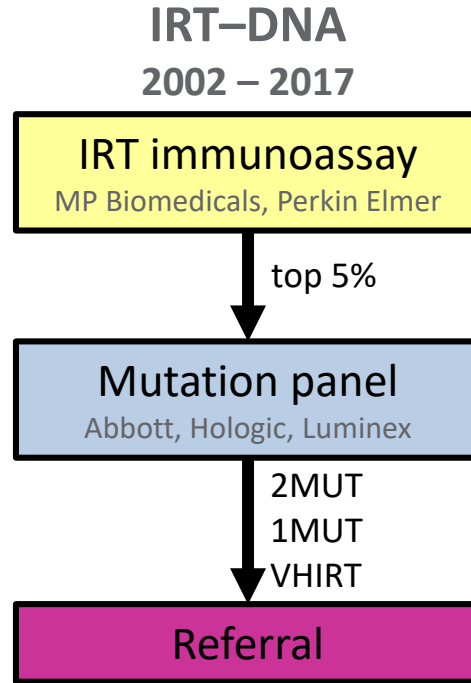 IRT–DNA
2002 – 2017
IRT immunoassay
MP Biomedicals, Perkin Elmer
top 5%
Mutation panel
Abbott, Hologic, Luminex
2MUT
1MUT
VHIRT
Referral